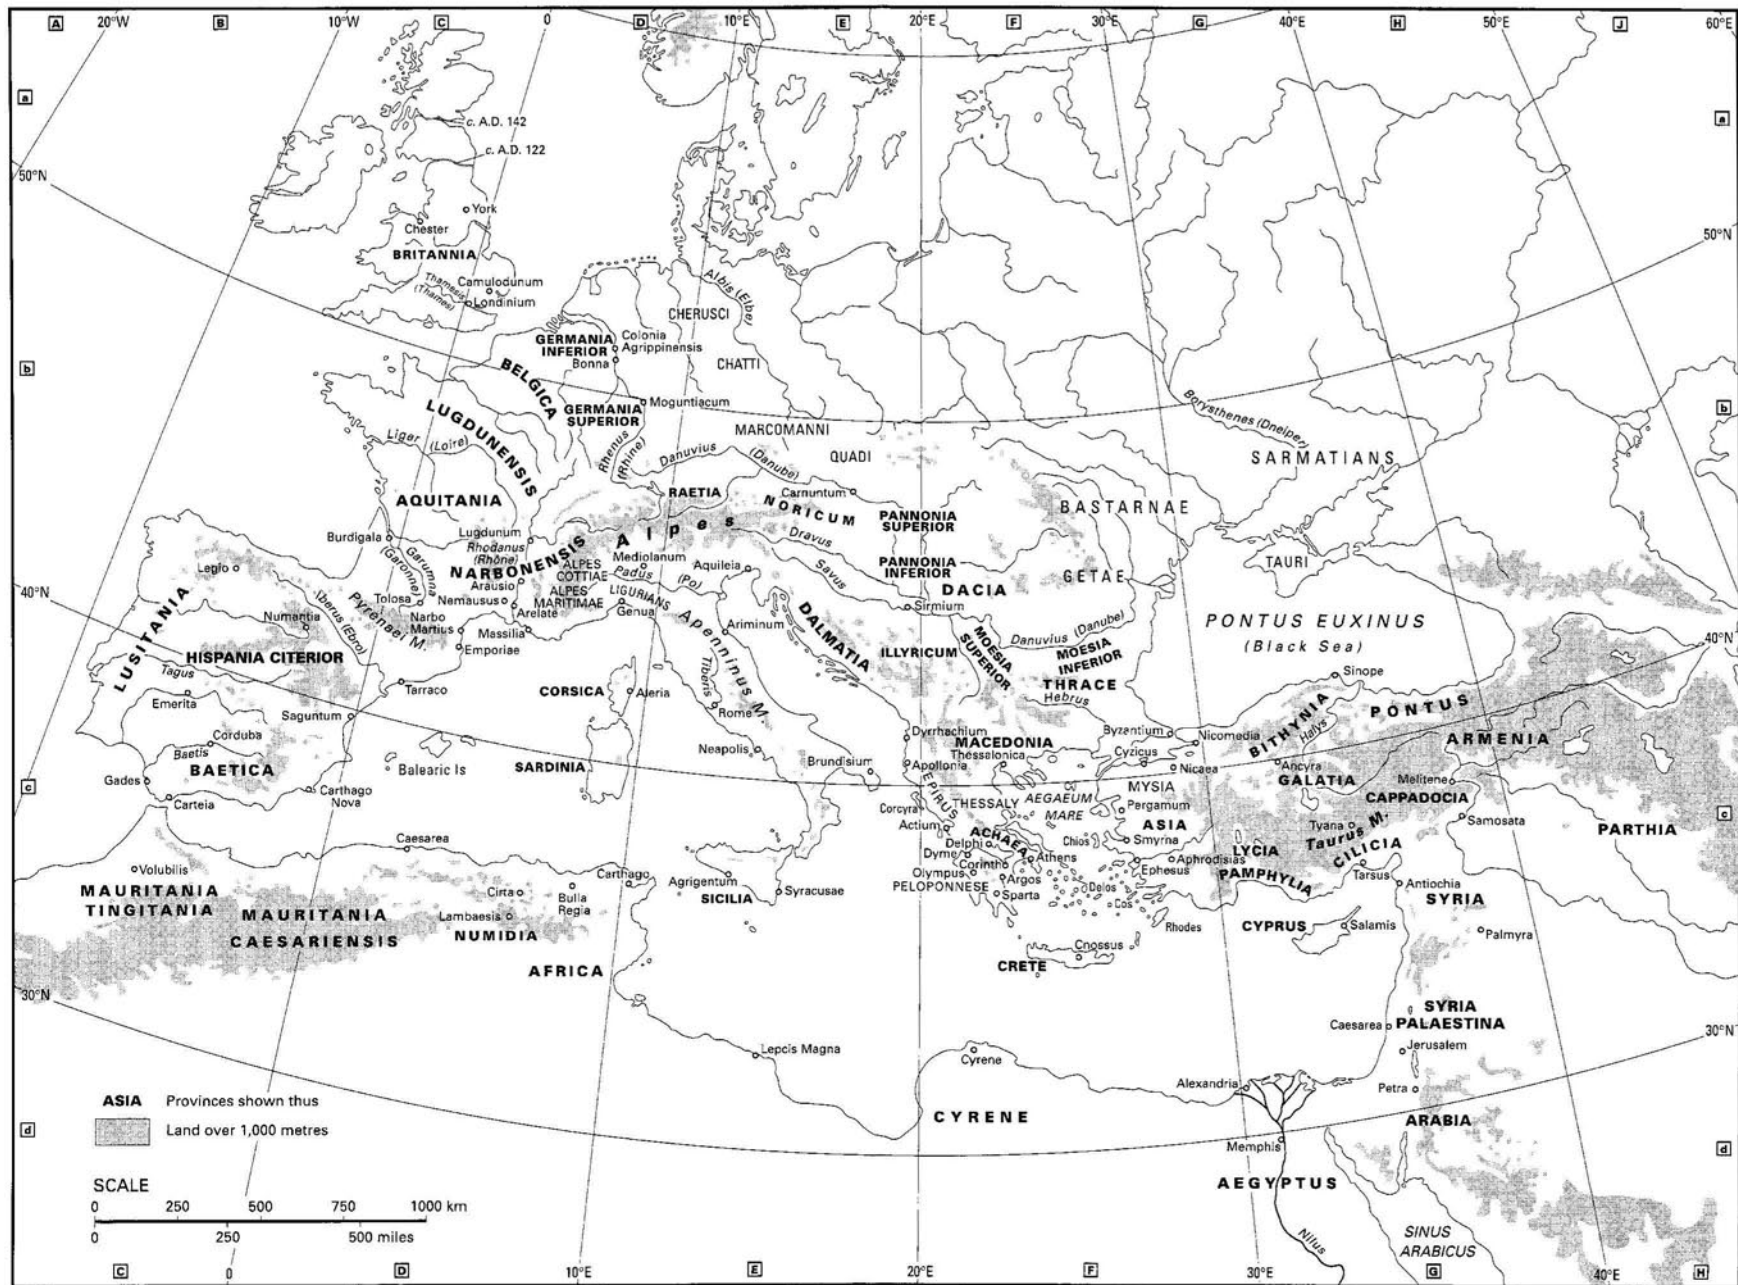 A
20°W
B
10°W
C
0
D
10°E
E
20°E
F
30°E
G
40°E
H
50°E
J
60°E
a
a
c. A.D. 142
c. A.D. 122
50°N
50°N
York
Chester
BRITANNIA
Camulodunum
Thamesis
(Thames)
Londinium
Albis (Elbe)
CHERUSCI
GERMANIA
INFERIOR
Colonia
Agrippinensis
Bonna
CHATTI
b
b
BELGICA
Moguntiacum
GERMANIA
SUPERIOR
LUGDUNENSIS
MARCOMANNI
Borysthenes (Dneiper)
Liger (Loire)
Rhenus
(Rhine)
Danuvius (Danube)
QUADI
SARMATIANS
AQUITANIA
RAETIA
Carnuntum
NORICUM
PANNONIA
SUPERIOR
BASTARNAE
Burdigala
Lugdunum
Rhodanus
(Rhône)
Alpes
Dravus
Garumna
(Garonne)
NARBONENSIS
Mediolanum
ALPES
COTTIAE
Aquileia
Savus
PANNONIA
INFERIOR
TAURI
Legio
Arausio
Padus (Po)
GETAE
DACIA
40°N
Tolosa
Nemausus
ALPES
MARITIMAE
LIGURIANS
Sirmium
Iberus (Ebro)
Pyrenaei M.
Narbo
Martius
Arelate
Genua
Ariminum
Numantia
Massilia
Apenninus M.
DALMATIA
MOESIA
SUPERIOR
Danuvius (Danube)
PONTUS EUXINUS
(Black Sea)
40°N
Emporiae
LUSITANIA
HISPANIA CITERIOR
ILLYRICUM
MOESIA
INFERIOR
Tagus
Tiberis
Sinope
Tarraco
CORSICA
Aleria
THRACE
Emerita
Hebrus
Rome
BITHYNIA
PONTUS
Saguntum
Halys
Corduba
Dyrrhachium
Byzantium
Nicomedia
ARMENIA
Baetis
Neapolis
MACEDONIA
Thessalonica
Cyzicus
BAETICA
Balearic Is
SARDINIA
Brundisium
Apollonia
Nicaea
Ancyra
GALATIA
Melitene
Gades
Carthago
Nova
EPIRUS
MYSIA
CAPPADOCIA
c
c
Carteia
Corcyra
THESSALY
AEGAEUM
MARE
Pergamum
Samosata
PARTHIA
Actium
ASIA
Tyana
Taurus M.
Caesarea
ACHAEA
Chios
Smyrna
Delphi
LYCIA
CILICIA
Dyme
Athens
Aphrodisias
Volubilis
Corintho
Ephesus
Carthago
Agrigentum
Olympus
PAMPHYLIA
Tarsus
Antiochia
MAURITANIA
TINGITANIA
Cirta
Bulla
Regia
SICILIA
Syracusae
PELOPONNESE
Argos
Delos
Sparta
SYRIA
Cos
MAURITANIA
CAESARIENSIS
Lambaesis
NUMIDIA
Rhodes
CYPRUS
Salamis
Palmyra
Cnossus
CRETE
AFRICA
30°N
SYRIA
PALAESTINA
Caesarea
30°N
Lepcis Magna
Cyrene
Jerusalem
Alexandria
Petra
CYRENE
ARABIA
ASIA Provinces shown thus
Land over 1,000 metres
d
d
Memphis
AEGYPTUS
SCALE
0 250 500 750 1000 km
0 250 500 miles
Nilus
SINUS
ARABICUS
C
0
D
10°E
E
20°E
F
30°E
G
40°E
H